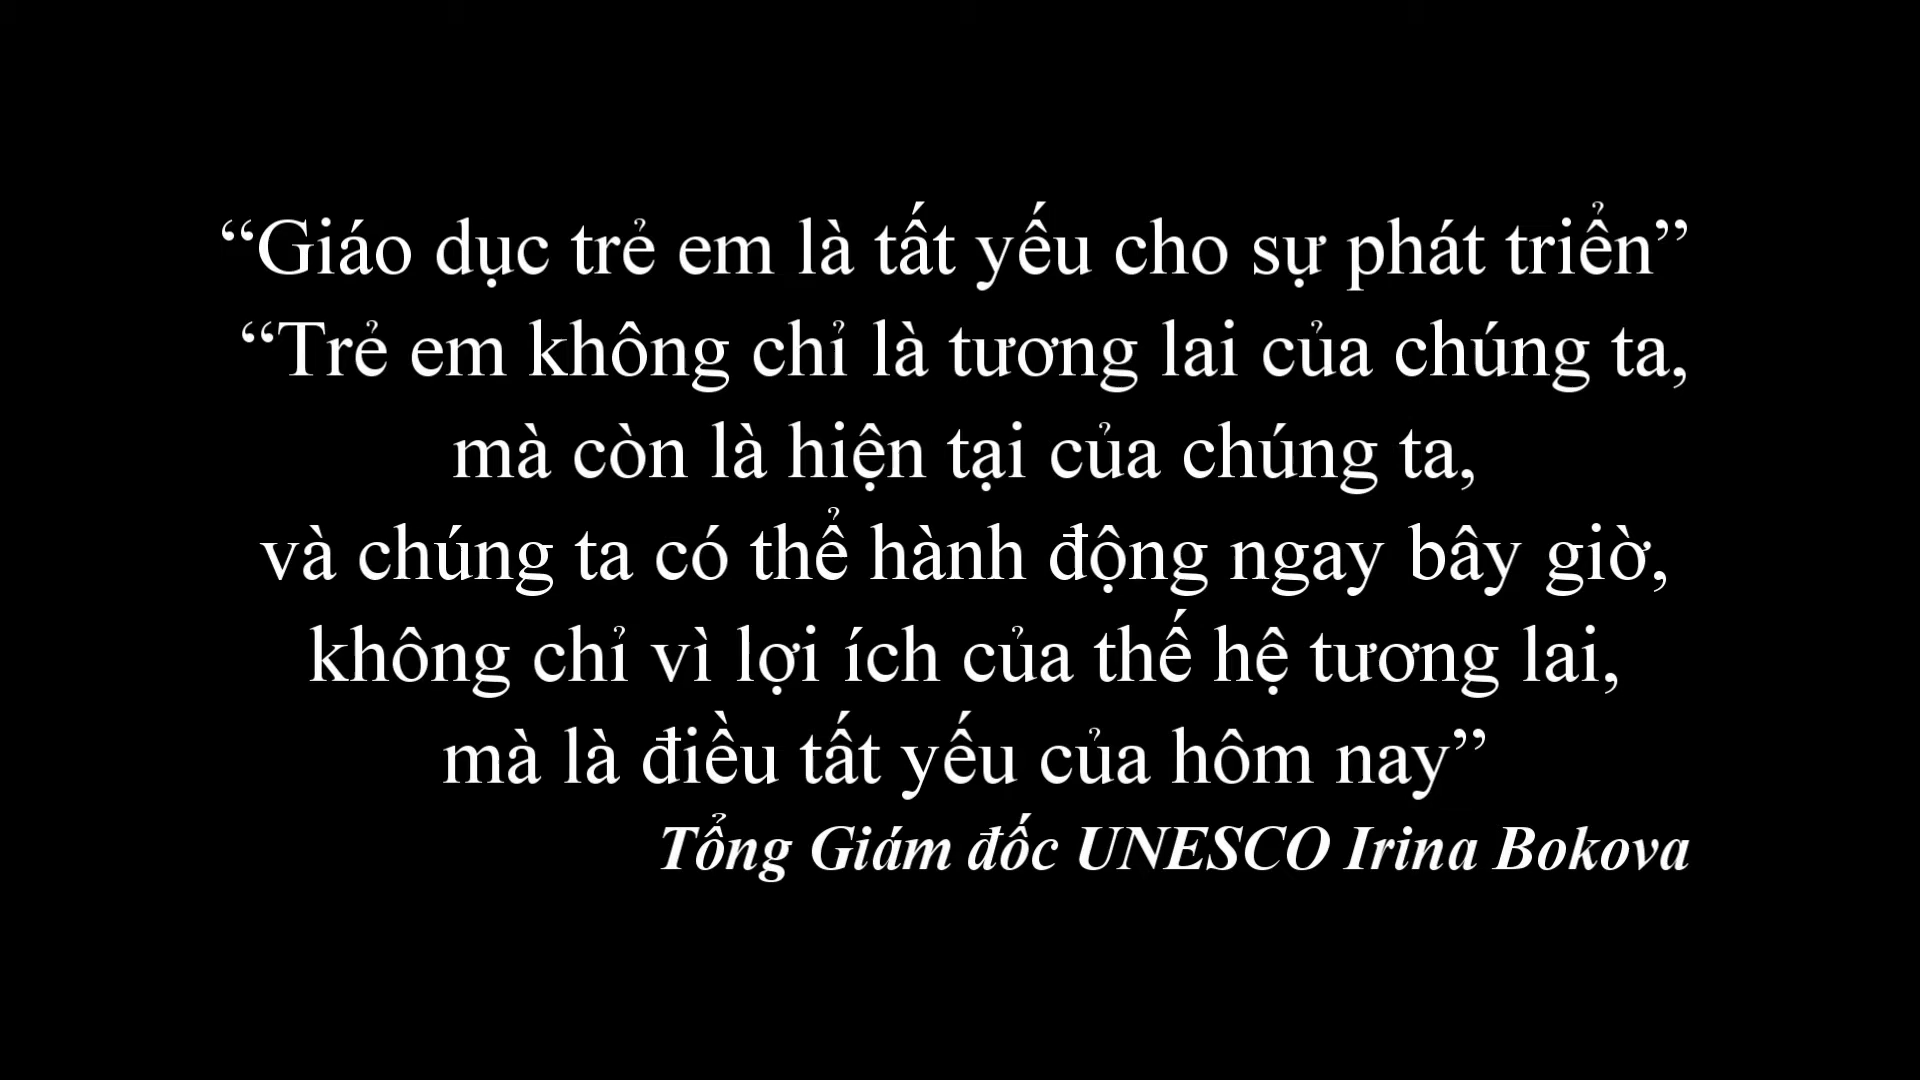 “Giáo dục trẻ em là tất yếu cho sự phát triển”
“Trẻ em không chỉ là tương lai của chúng ta,
mà còn là hiện tại của chúng ta,
và chúng ta có thể hành động ngay bây giờ,
không chỉ vì lợi ích của thế hệ tương lai,
mà là điều tất yếu của hôm nay”
Tổng Giám đốc UNESCO Irina Bokova